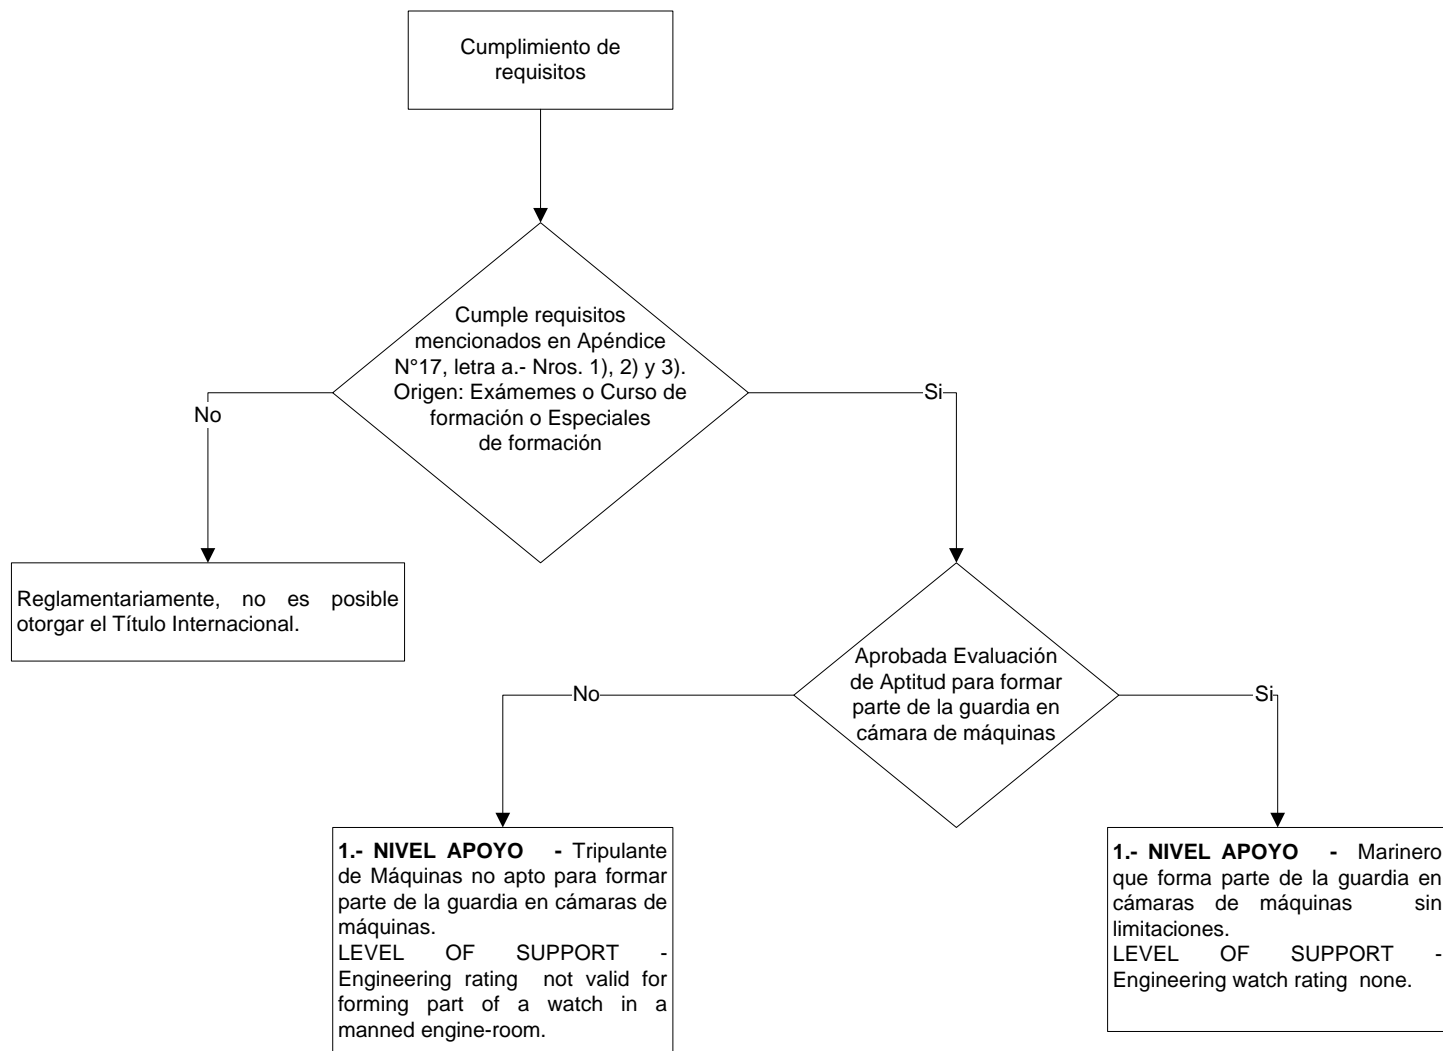 Cumplimiento de
requisitos
Cumple requisitos
mencionados en Apéndice
N°17, letra a.- Nros. 1), 2) y 3).
Origen: Exámemes o Curso de
formación o Especiales
de formación
No
Si
Reglamentariamente, no es posible
otorgar el Título Internacional.
Aprobada Evaluación
de Aptitud para formar
parte de la guardia en
cámara de máquinas
No
Si
1.- NIVEL APOYO - Tripulante
de Máquinas no apto para formar
parte de la guardia en cámaras de
máquinas.
LEVEL OF SUPPORT -
Engineering rating not valid for
forming part of a watch in a
manned engine-room.
1.- NIVEL APOYO - Marinero
que forma parte de la guardia en
cámaras de máquinas sin
limitaciones.
LEVEL OF SUPPORT -
Engineering watch rating none.